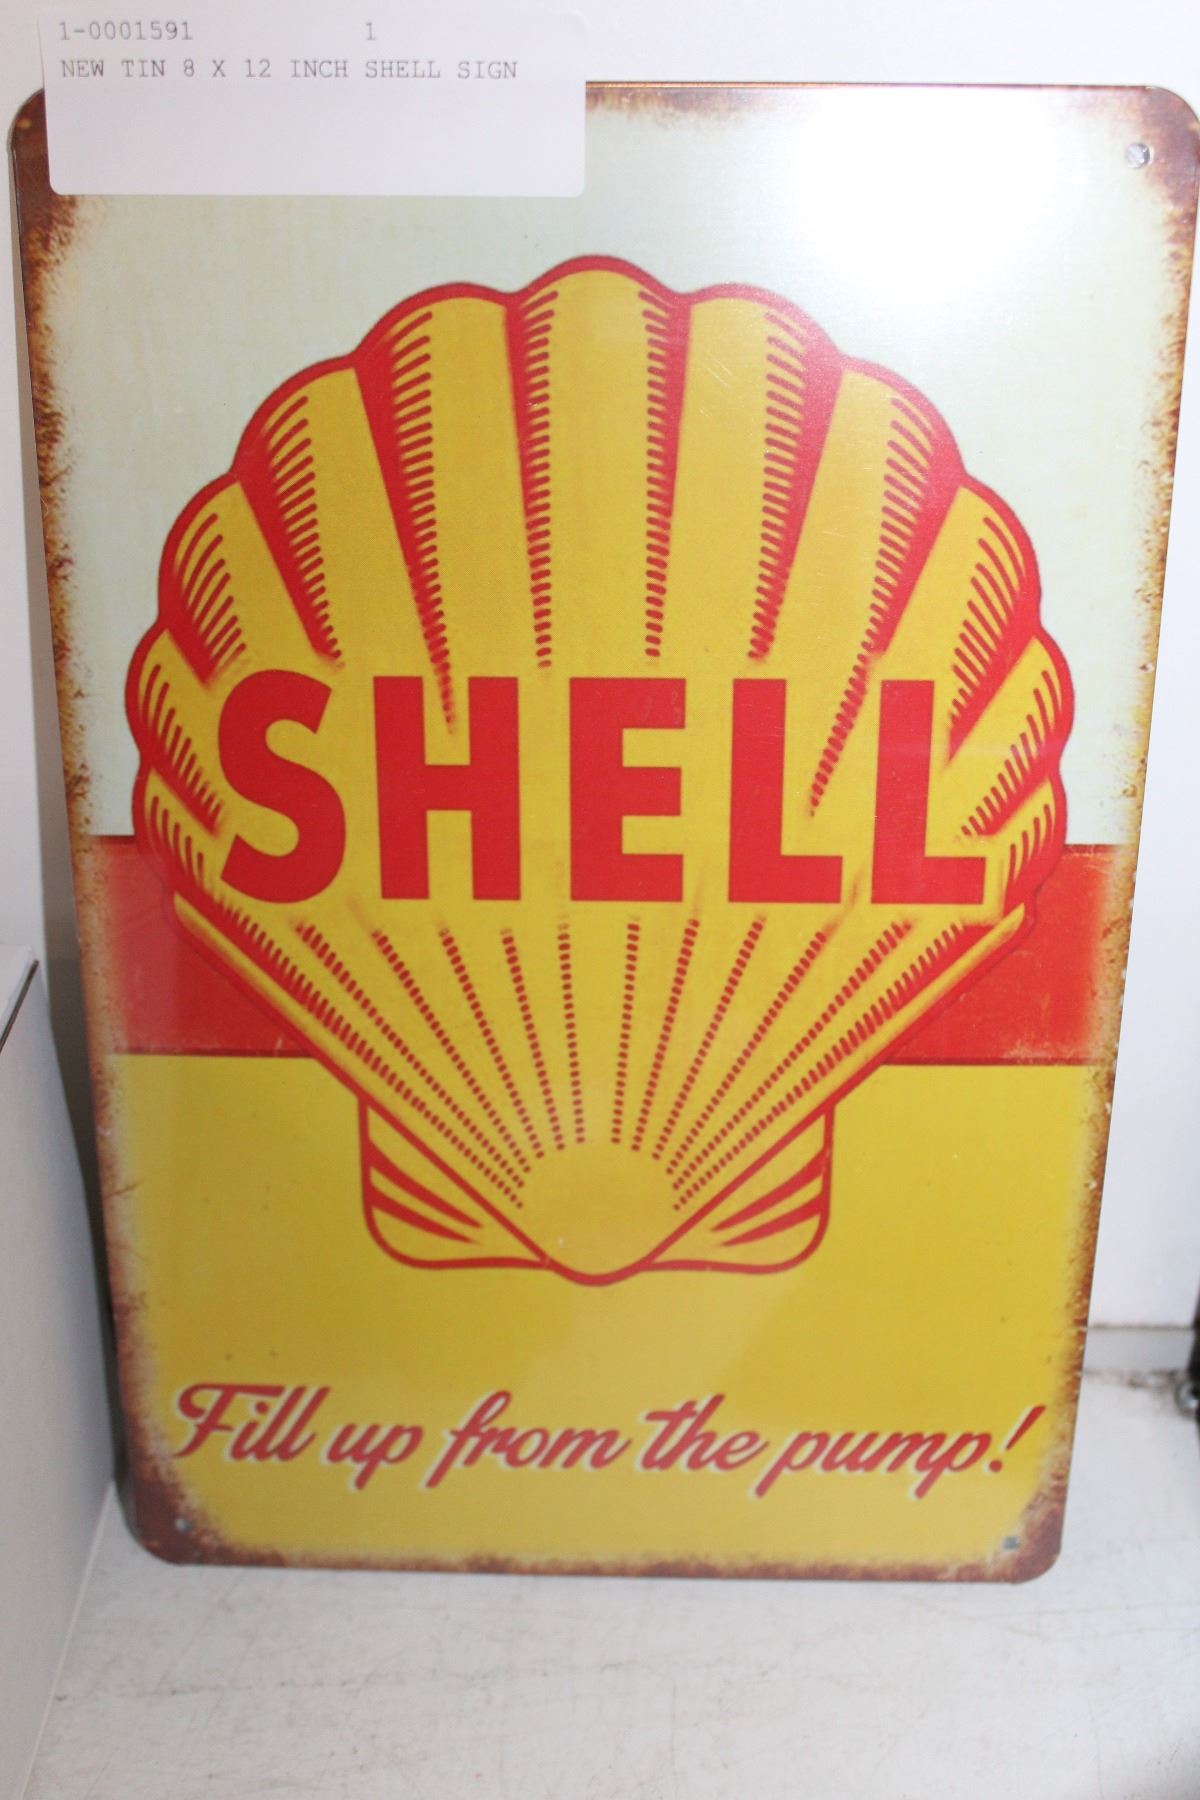 1-0001591 1
NEW TIN 8 X 12 INCH SHELL SIGN
SHELL
Fill up from the pump!